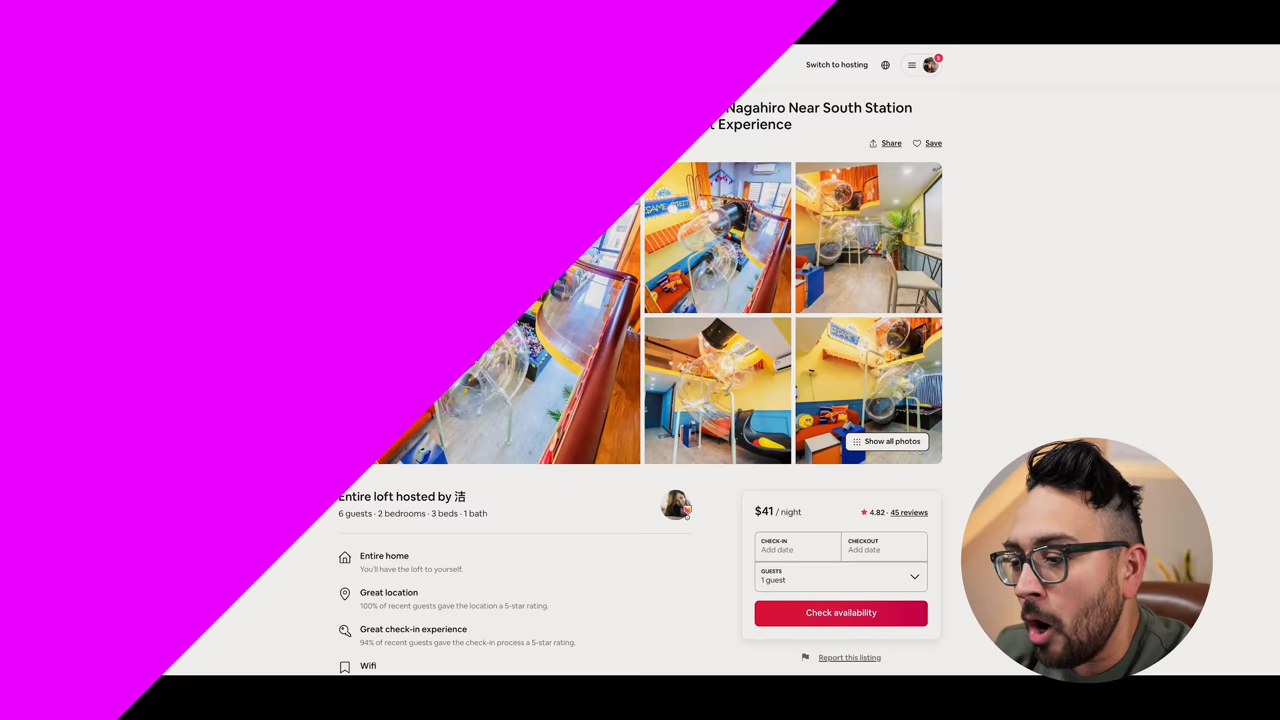 Switch to hosting
Nagahiro Near South Station
Experience
Share
Save
SESAME STREET
Show all photos
Entire loft hosted by 洁
6 guests · 2 bedrooms · 3 beds · 1 bath
$41 / night
4.82 · 45 reviews
CHECK-IN
Add date
CHECKOUT
Add date
GUESTS
1 guest
Check availability
Report this listing
Entire home
You'll have the loft to yourself.
Great location
100% of recent guests gave the location a 5-star rating.
Great check-in experience
94% of recent guests gave the check-in process a 5-star rating.
Wifi